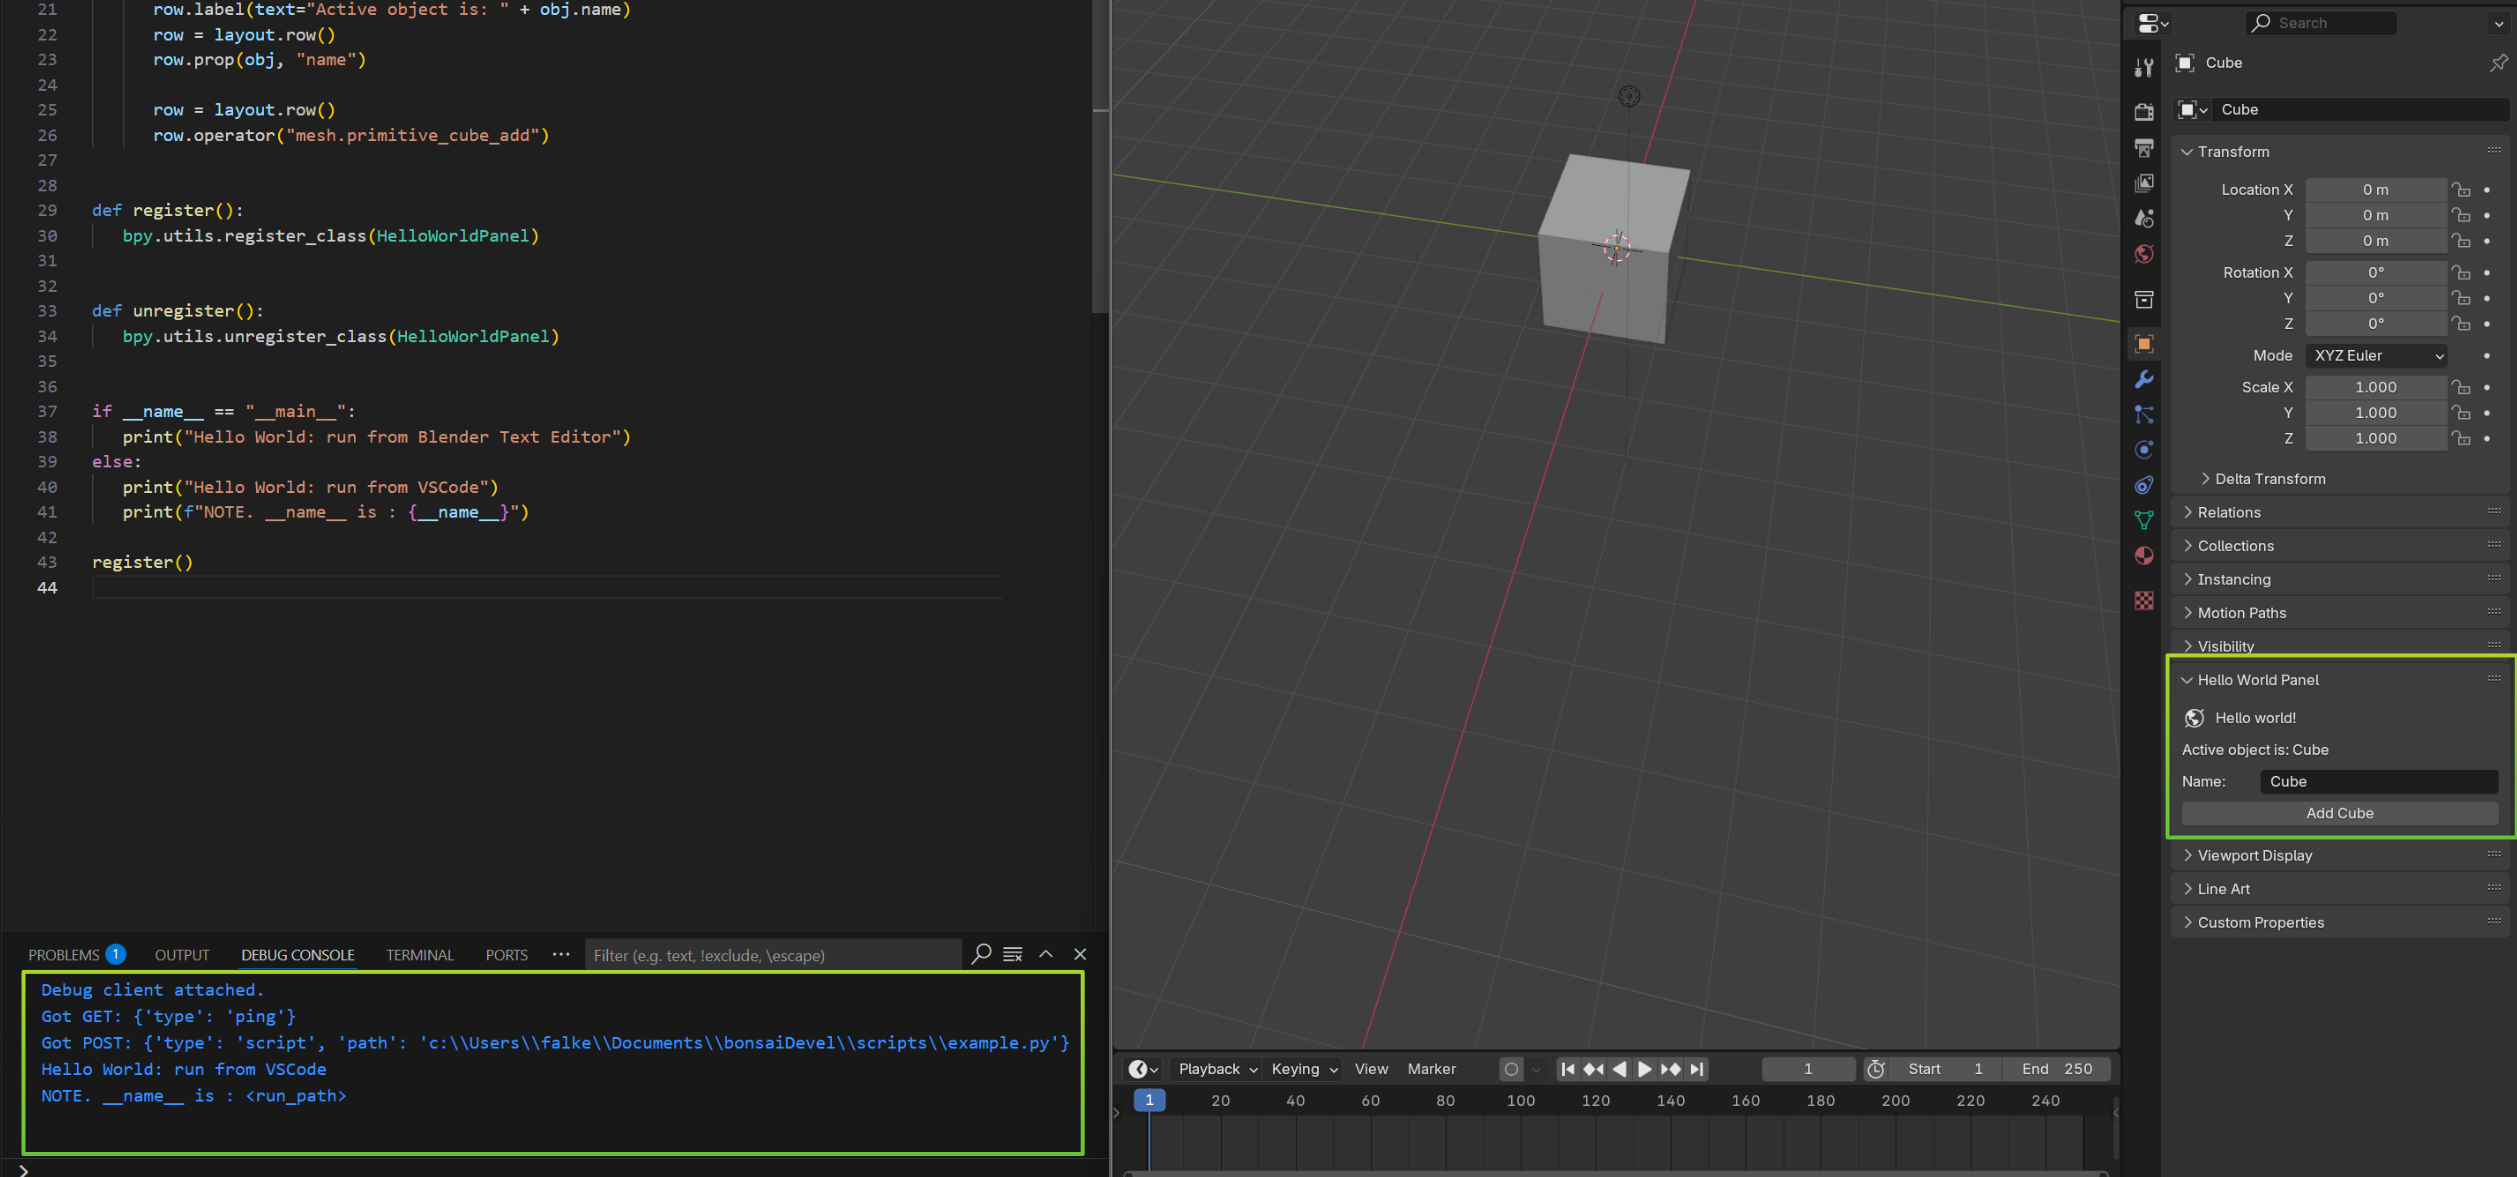 21 row.label(text="Active object is: " + obj.name)
22 row = layout.row()
23 row.prop(obj, "name")
24
25 row = layout.row()
26 row.operator("mesh.primitive_cube_add")
27
28
29 def register():
30 bpy.utils.register_class(HelloWorldPanel)
31
32
33 def unregister():
34 bpy.utils.unregister_class(HelloWorldPanel)
35
36
37 if __name__ == "__main__":
38 print("Hello World: run from Blender Text Editor")
39 else:
40 print("Hello World: run from VSCode")
41 print(f"NOTE. __name__ is : {__name__}")
42
43 register()
44
PROBLEMS 1 OUTPUT DEBUG CONSOLE TERMINAL PORTS ··· Filter (e.g. text, !exclude, \escape)
Debug client attached.
Got GET: {'type': 'ping'}
Got POST: {'type': 'script', 'path': 'c:\\Users\\falke\\Documents\\bonsaiDevel\\scripts\\example.py'}
Hello World: run from VSCode
NOTE. __name__ is : <run_path>
Playback Keying View Marker 1 Start 1 End 250
1 20 40 60 80 100 120 140 160 180 200 220 240
Search
Cube
Cube
Transform
Location X 0 m
Y 0 m
Z 0 m
Rotation X 0°
Y 0°
Z 0°
Mode XYZ Euler
Scale X 1.000
Y 1.000
Z 1.000
Delta Transform
Relations
Collections
Instancing
Motion Paths
Visibility
Hello World Panel
Hello world!
Active object is: Cube
Name: Cube
Add Cube
Viewport Display
Line Art
Custom Properties